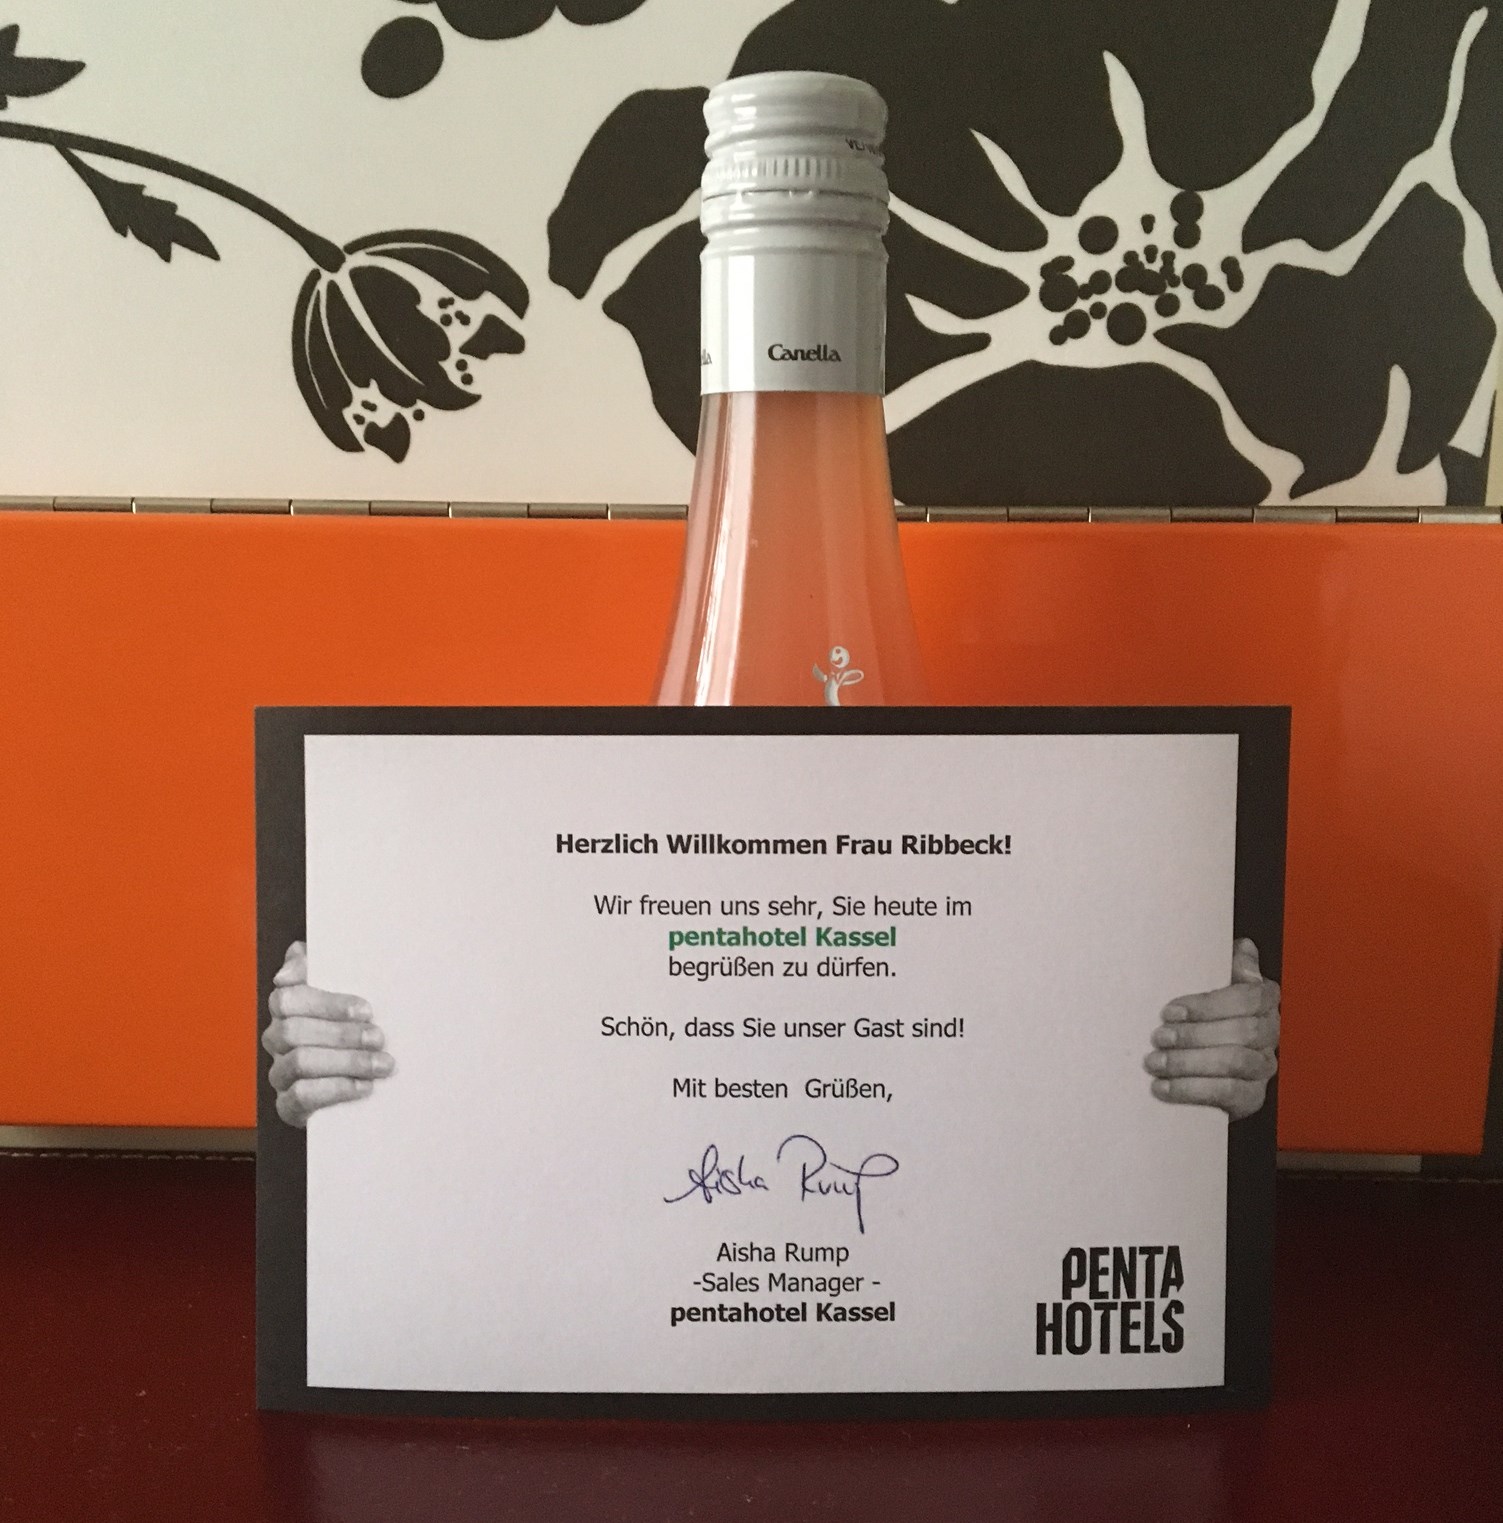 Canella
Herzlich Willkommen Frau Ribbeck!
Wir freuen uns sehr, Sie heute im
pentahotel Kassel
begrüßen zu dürfen.
Schön, dass Sie unser Gast sind!
Mit besten  Grüßen,
Aisha Rump
Aisha Rump
-Sales Manager -
pentahotel Kassel
PENTA
HOTELS